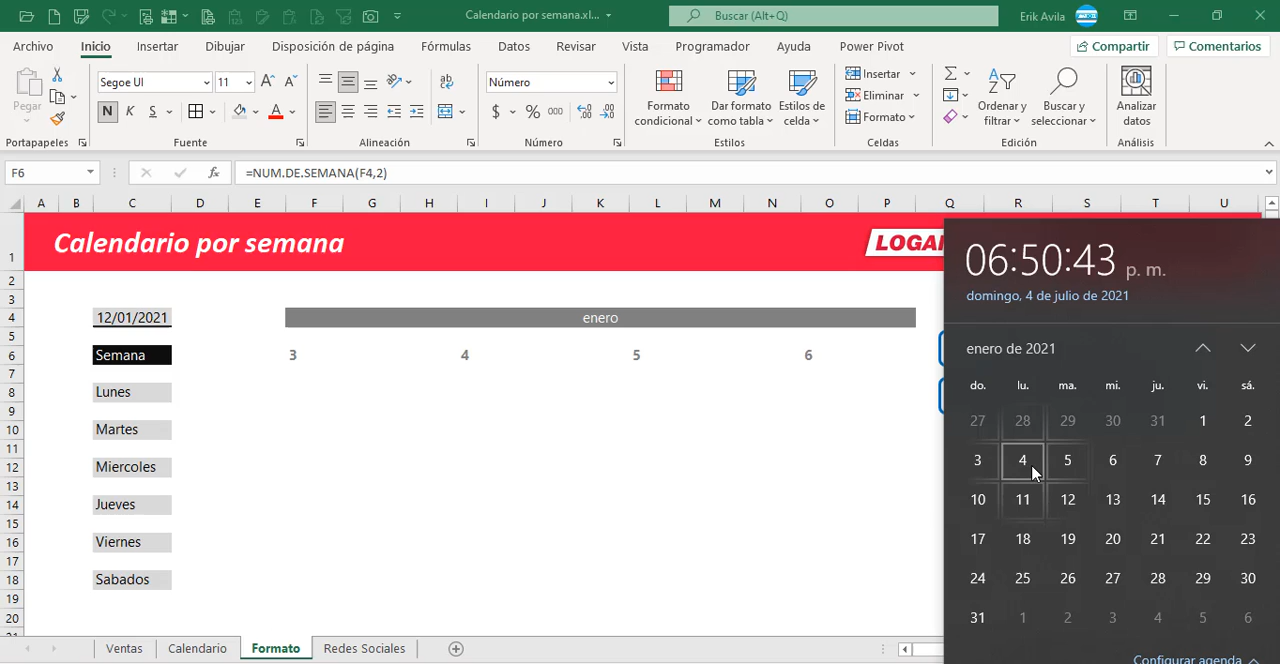 Calendario por semana.xl...
Buscar (Alt+Q)
Erik Avila
Archivo Inicio Insertar Dibujar Disposición de página Fórmulas Datos Revisar Vista Programador Ayuda Power Pivot Compartir Comentarios
Pegar
Segoe UI 11
N K S
Número
$ % 000
Formato condicional
Dar formato como tabla
Estilos de celda
Insertar
Eliminar
Formato
Ordenar y filtrar
Buscar y seleccionar
Analizar datos
Portapapeles Fuente Alineación Número Estilos Celdas Edición Análisis
F6 fx =NUM.DE.SEMANA(F4,2)
A B C D E F G H I J K L M N O P Q R S T U
1 Calendario por semana LOGA
2
3
4 12/01/2021 enero
5
6 Semana 3 4 5 6
7
8 Lunes
9
10 Martes
11
12 Miercoles
13
14 Jueves
15
16 Viernes
17
18 Sabados
19
20
Ventas Calendario Formato Redes Sociales
06:50:43 p. m.
domingo, 4 de julio de 2021
enero de 2021
do. lu. ma. mi. ju. vi. sá.
27 28 29 30 31 1 2
3 4 5 6 7 8 9
10 11 12 13 14 15 16
17 18 19 20 21 22 23
24 25 26 27 28 29 30
31 1 2 3 4 5 6
Configurar agenda